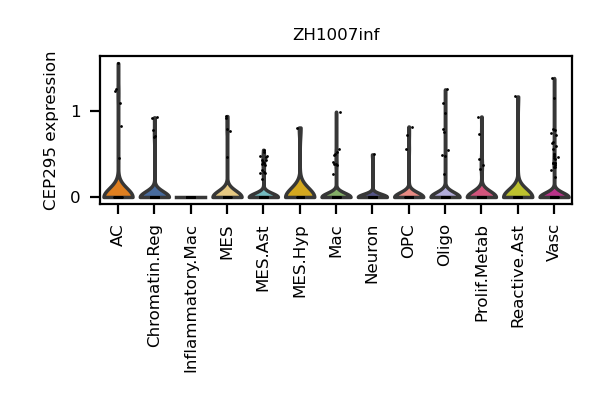 ZH1007inf
CEP295 expression
1
0
AC
Chromatin.Reg
Inflammatory.Mac
MES
MES.Ast
MES.Hyp
Mac
Neuron
OPC
Oligo
Prolif.Metab
Reactive.Ast
Vasc